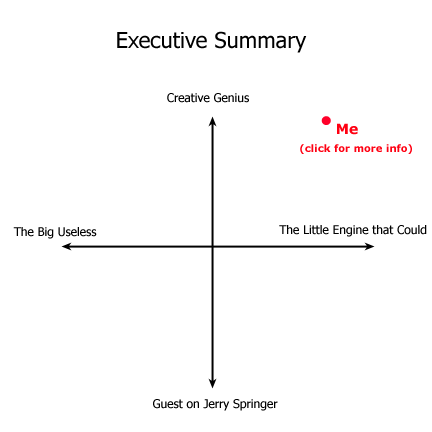 Executive Summary
Creative Genius
Me
(click for more info)
The Big Useless
The Little Engine that Could
Guest on Jerry Springer